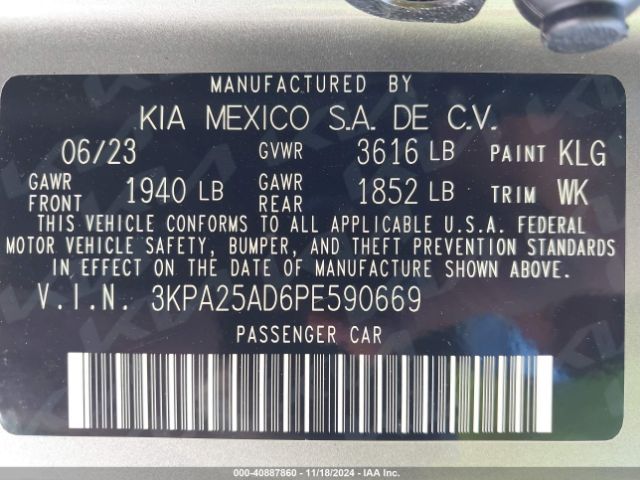 MANUFACTURED BY
KIA MEXICO S.A. DE C.V.
06/23 GVWR 3616 LB PAINT KLG
GAWR FRONT 1940 LB GAWR REAR 1852 LB TRIM WK
THIS VEHICLE CONFORMS TO ALL APPLICABLE U.S.A. FEDERAL
MOTOR VEHICLE SAFETY, BUMPER, AND THEFT PREVENTION STANDARDS
IN EFFECT ON THE DATE OF MANUFACTURE SHOWN ABOVE.
V.I.N. 3KPA25AD6PE590669
PASSENGER CAR
000-40887860 - 11/18/2024 - IAA Inc.